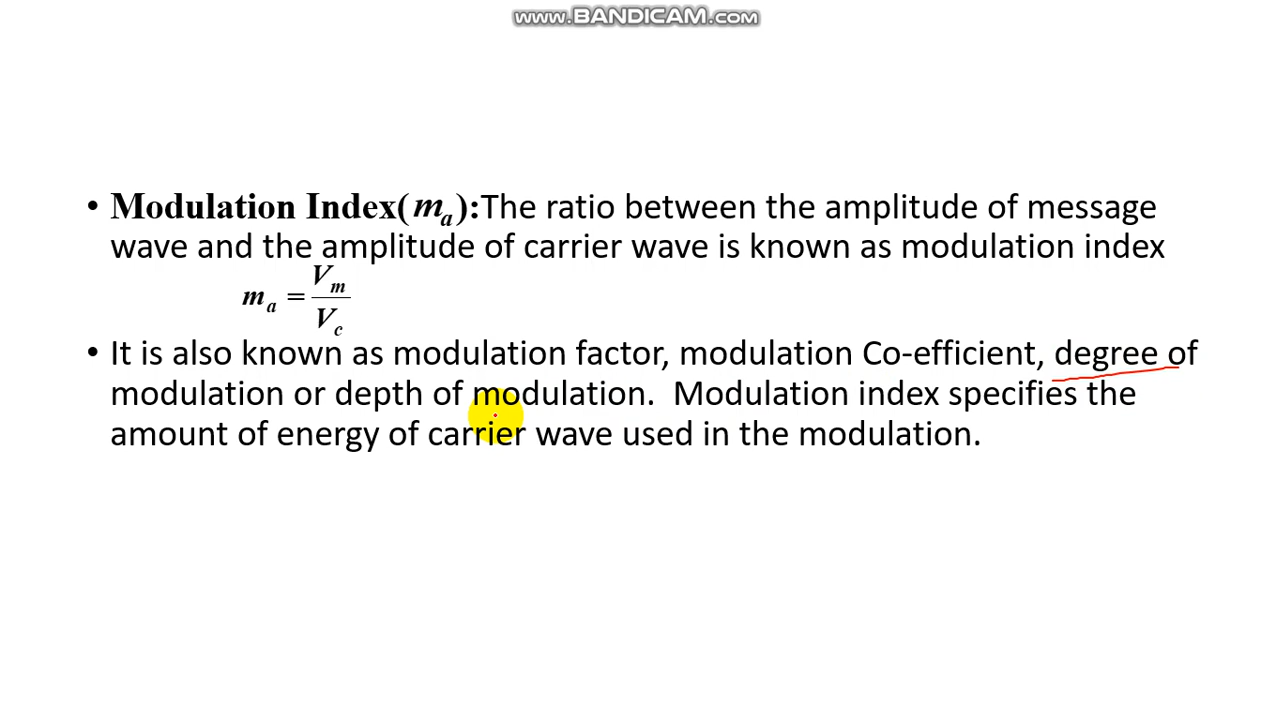 www.BANDICAM.com
• Modulation Index(mₐ):The ratio between the amplitude of message
wave and the amplitude of carrier wave is known as modulation index
mₐ = Vₘ/V꜀
• It is also known as modulation factor, modulation Co-efficient, degree of
modulation or depth of modulation.  Modulation index specifies the
amount of energy of carrier wave used in the modulation.